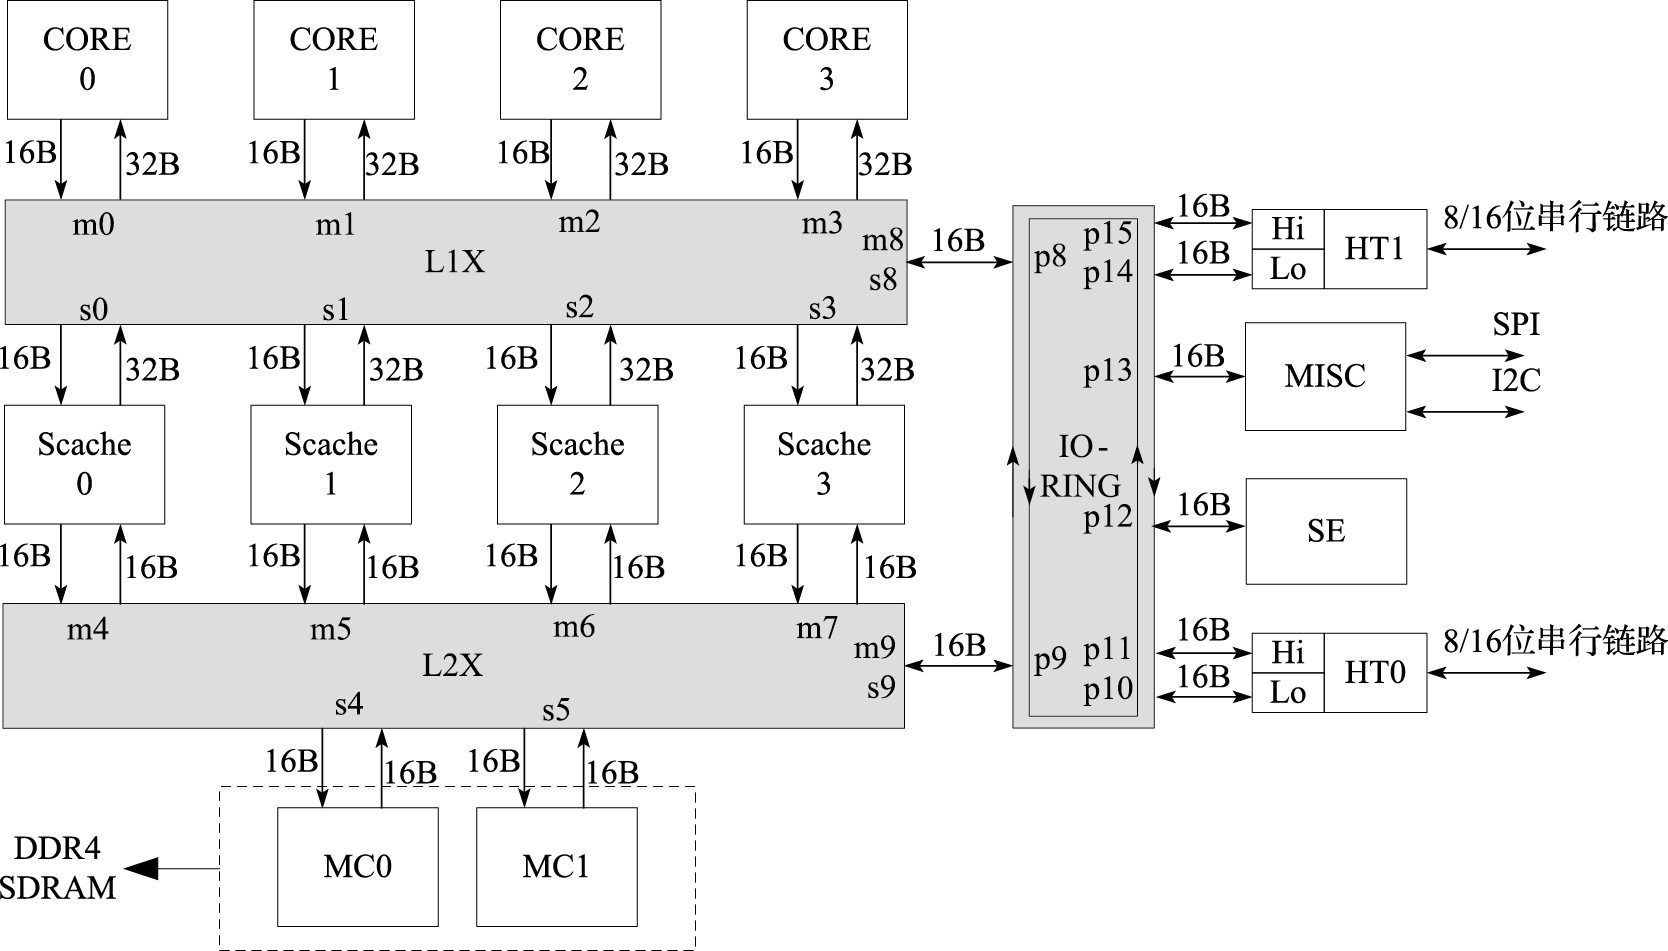 CORE
0
CORE
1
CORE
2
CORE
3
16B
32B
16B
32B
16B
32B
16B
32B
m0
m1
m2
m3
L1X
m8
s8
s0
s1
s2
s3
16B
16B
32B
16B
32B
16B
32B
16B
32B
Scache
0
Scache
1
Scache
2
Scache
3
16B
16B
16B
16B
16B
16B
16B
16B
m4
m5
m6
m7
L2X
m9
s9
s4
s5
16B
16B
16B
16B
16B
MC0
MC1
DDR4
SDRAM
p8
p15
p14
p13
IO-
RING
p12
p9
p11
p10
16B
16B
Hi
Lo
HT1
8/16位串行链路
16B
MISC
SPI
I2C
16B
SE
16B
16B
Hi
Lo
HT0
8/16位串行链路